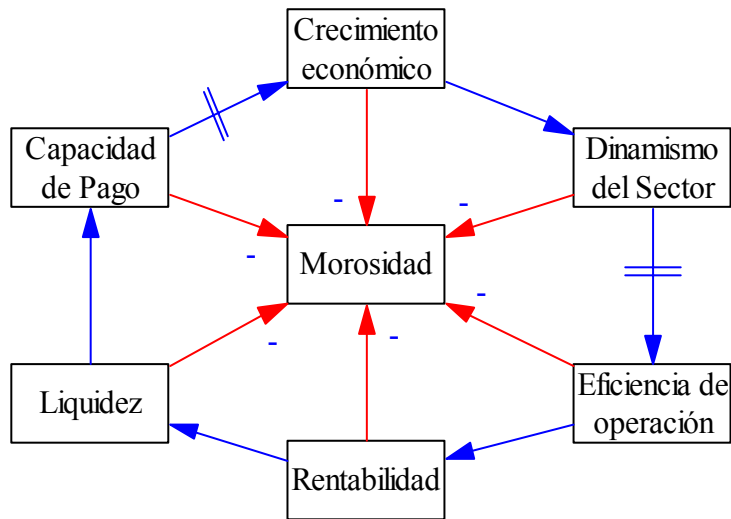 Crecimiento
económico
Capacidad
de Pago
Dinamismo
del Sector
-
-
Morosidad
-
-
-
-
Liquidez
Eficiencia de
operación
Rentabilidad